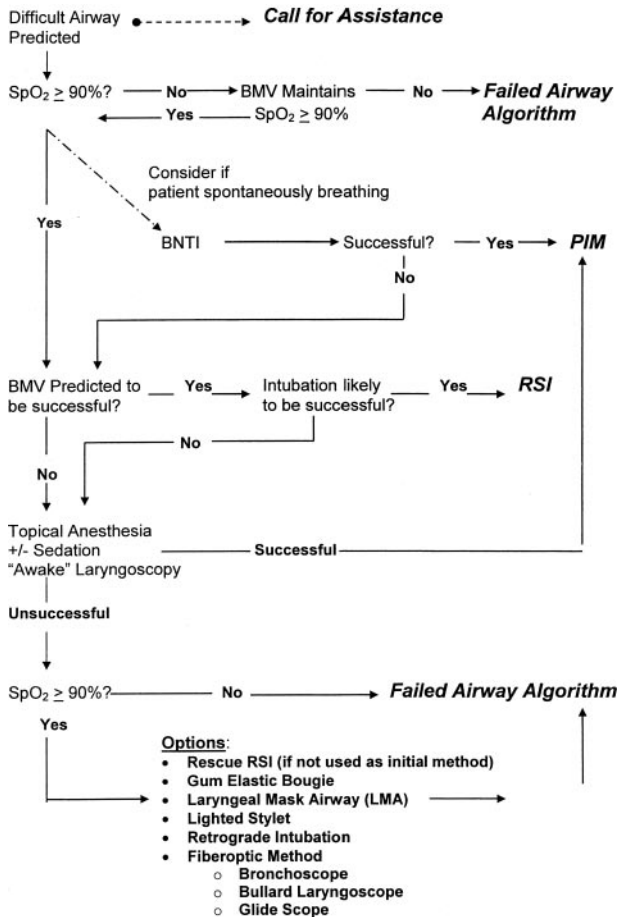 Difficult Airway
Predicted
Call for Assistance
SpO₂ ≥ 90%?
No
BMV Maintains
SpO₂ ≥ 90%
No
Failed Airway
Algorithm
Yes
Consider if
patient spontaneously breathing
Yes
BNTI
Successful?
Yes
PIM
No
BMV Predicted to
be successful?
Yes
Intubation likely
to be successful?
Yes
RSI
No
No
Topical Anesthesia
+/- Sedation
"Awake" Laryngoscopy
Successful
Unsuccessful
SpO₂ ≥ 90%?
No
Failed Airway Algorithm
Yes
Options:
• Rescue RSI (if not used as initial method)
• Gum Elastic Bougie
• Laryngeal Mask Airway (LMA)
• Lighted Stylet
• Retrograde Intubation
• Fiberoptic Method
o Bronchoscope
o Bullard Laryngoscope
o Glide Scope